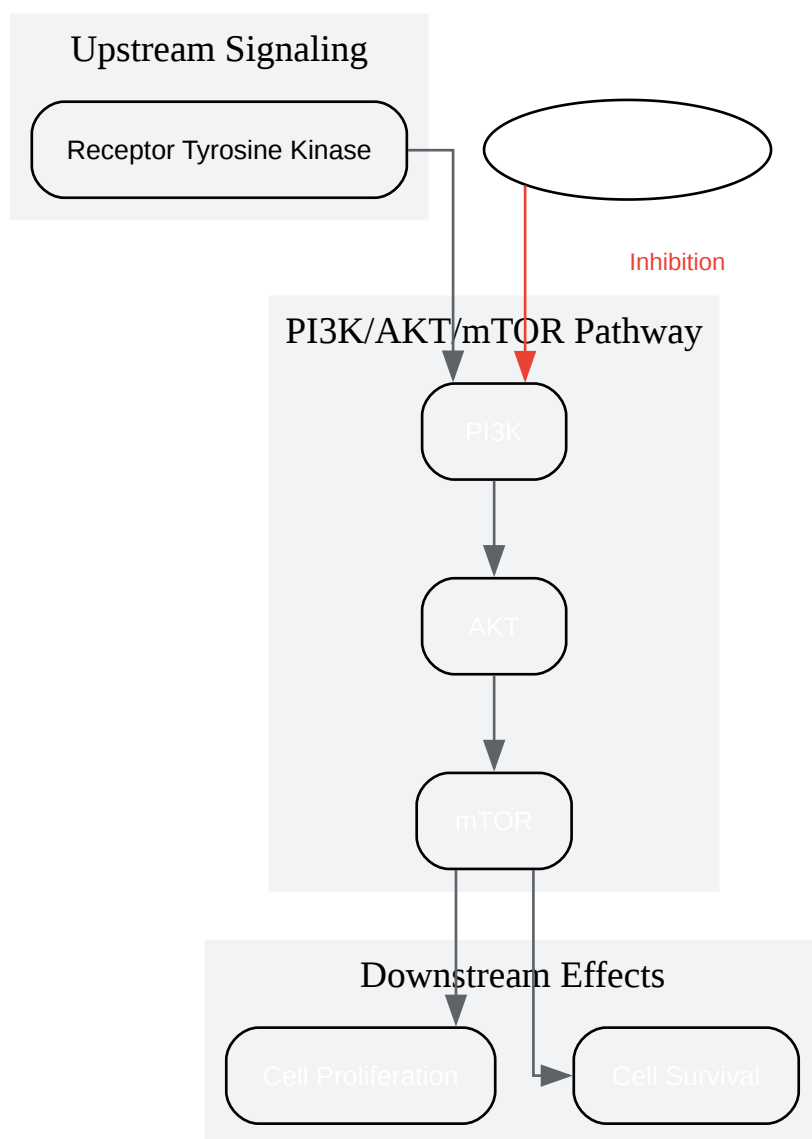 Upstream Signaling
Receptor Tyrosine Kinase
Inhibition
PI3K/AKT/mTOR Pathway
PI3K
AKT
mTOR
Downstream Effects
Cell Proliferation
Cell Survival